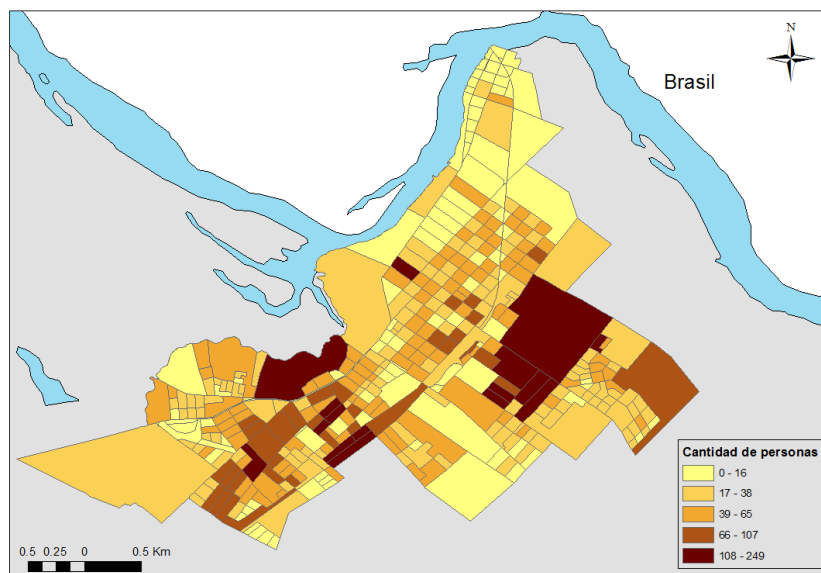 N
Brasil
Cantidad de personas
0 - 16
17 - 38
39 - 65
66 - 107
108 - 249
0.5 0.25 0 0.5 Km